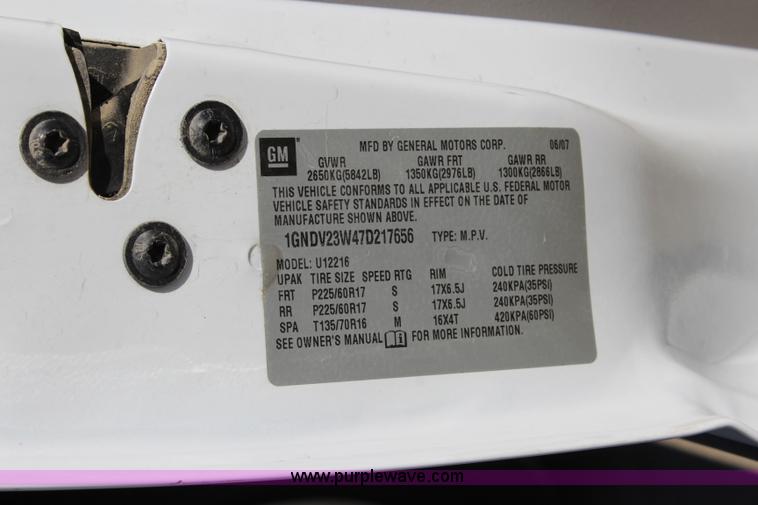 GM ®
MFD BY GENERAL MOTORS CORP. 06/07
GVWR GAWR FRT GAWR RR
2650KG(5842LB) 1350KG(2976LB) 1300KG(2866LB)
THIS VEHICLE CONFORMS TO ALL APPLICABLE U.S. FEDERAL MOTOR
VEHICLE SAFETY STANDARDS IN EFFECT ON THE DATE OF
MANUFACTURE SHOWN ABOVE.
1GNDV23W47D217656 TYPE: M.P.V.
MODEL: U12216
UPAK TIRE SIZE SPEED RTG RIM COLD TIRE PRESSURE
FRT P225/60R17 S 17X6.5J 240KPA(35PSI)
RR P225/60R17 S 17X6.5J 240KPA(35PSI)
SPA T135/70R16 M 16X4T 420KPA(60PSI)
SEE OWNER'S MANUAL FOR MORE INFORMATION.
www.purplewave.com